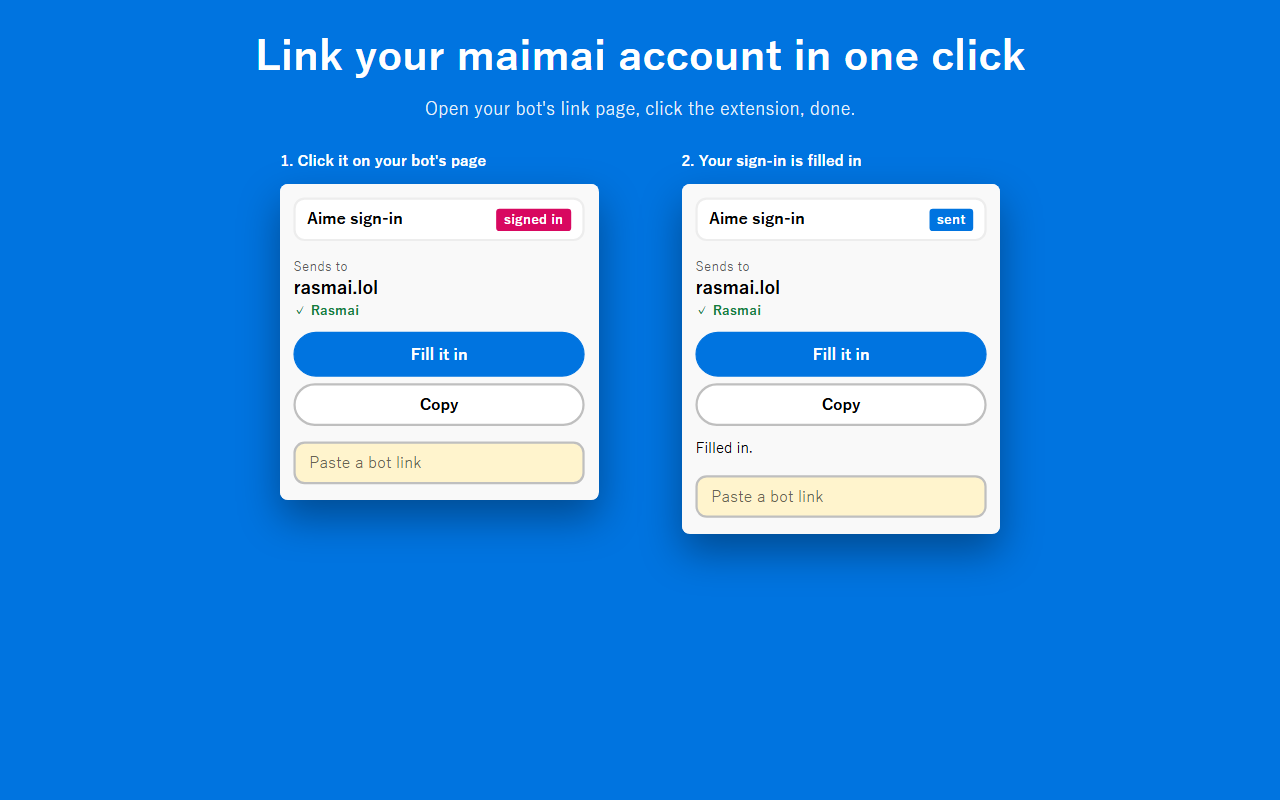 Link your maimai account in one click
Open your bot's link page, click the extension, done.
1. Click it on your bot's page
Aime sign-in
signed in
Sends to
rasmai.lol
✓ Rasmai
Fill it in
Copy
Paste a bot link
2. Your sign-in is filled in
Aime sign-in
sent
Sends to
rasmai.lol
✓ Rasmai
Fill it in
Copy
Filled in.
Paste a bot link